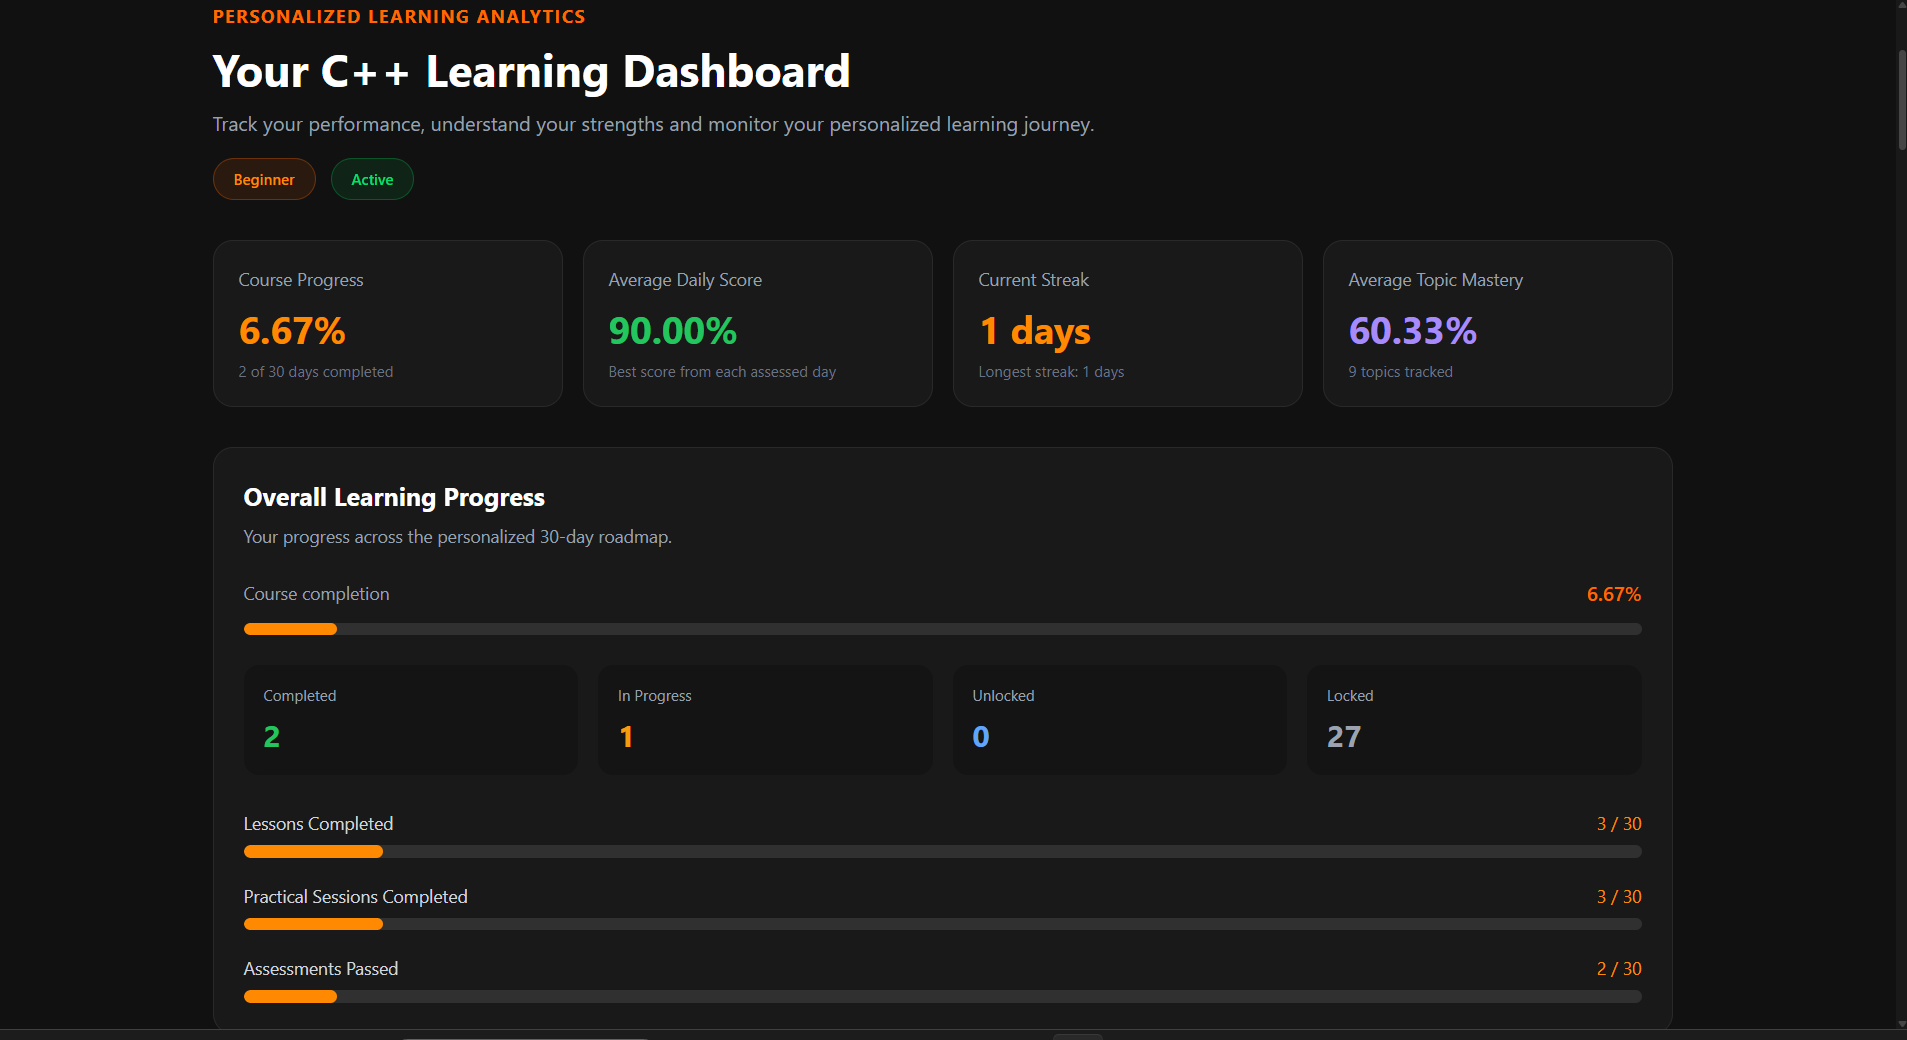 PERSONALIZED LEARNING ANALYTICS
Your C++ Learning Dashboard
Track your performance, understand your strengths and monitor your personalized learning journey.
Beginner
Active
Course Progress
6.67%
2 of 30 days completed
Average Daily Score
90.00%
Best score from each assessed day
Current Streak
1 days
Longest streak: 1 days
Average Topic Mastery
60.33%
9 topics tracked
Overall Learning Progress
Your progress across the personalized 30-day roadmap.
Course completion
6.67%
Completed
2
In Progress
1
Unlocked
0
Locked
27
Lessons Completed
3 / 30
Practical Sessions Completed
3 / 30
Assessments Passed
2 / 30